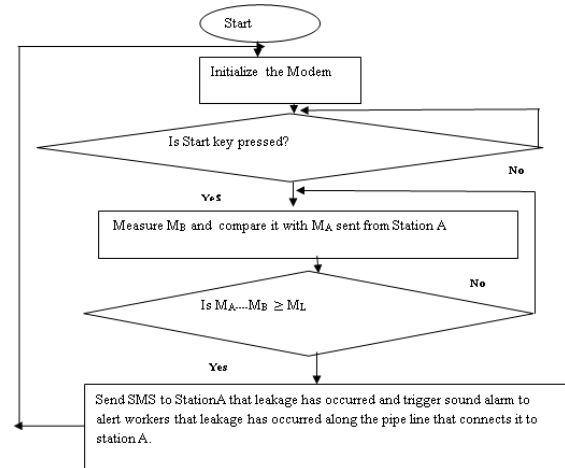 Start
Initialize the Modem
Is Start key pressed?
No
Yes
Measure MB and compare it with MA sent from Station A
No
Is MA....MB ≥ ML
Yes
Send SMS to StationA that leakage has occurred and trigger sound alarm to
alert workers that leakage has occurred along the pipe line that connects it to
station A.